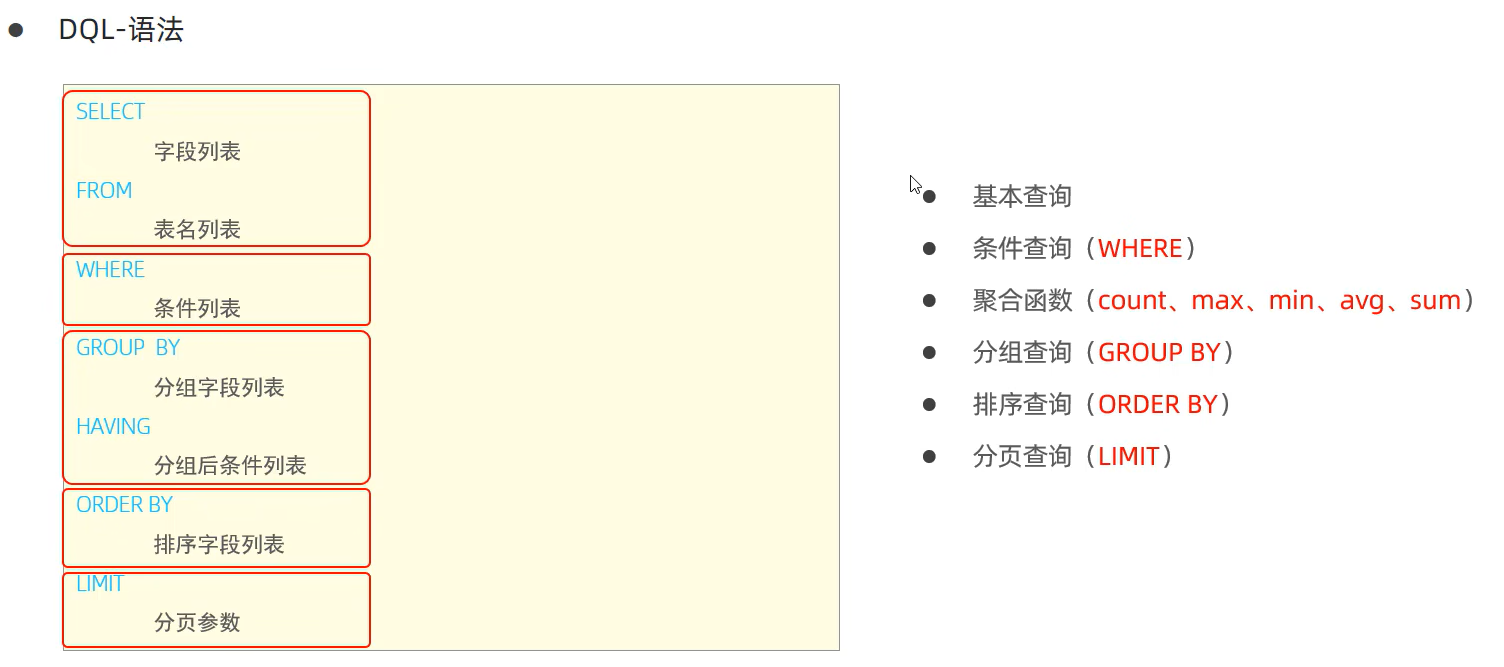 DQL-语法
SELECT
字段列表
FROM
表名列表
WHERE
条件列表
GROUP  BY
分组字段列表
HAVING
分组后条件列表
ORDER BY
排序字段列表
LIMIT
分页参数
基本查询
条件查询（WHERE）
聚合函数（count、max、min、avg、sum）
分组查询（GROUP BY）
排序查询（ORDER BY）
分页查询（LIMIT）